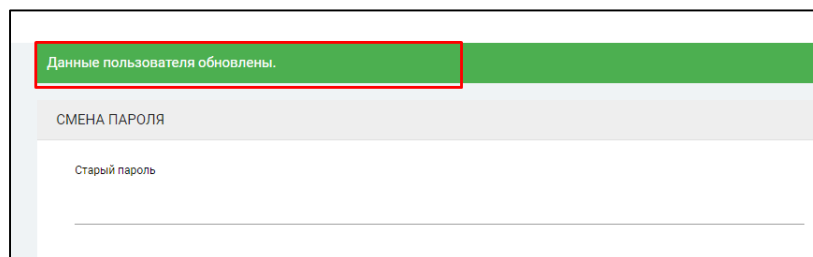 Данные пользователя обновлены.
СМЕНА ПАРОЛЯ
Старый пароль